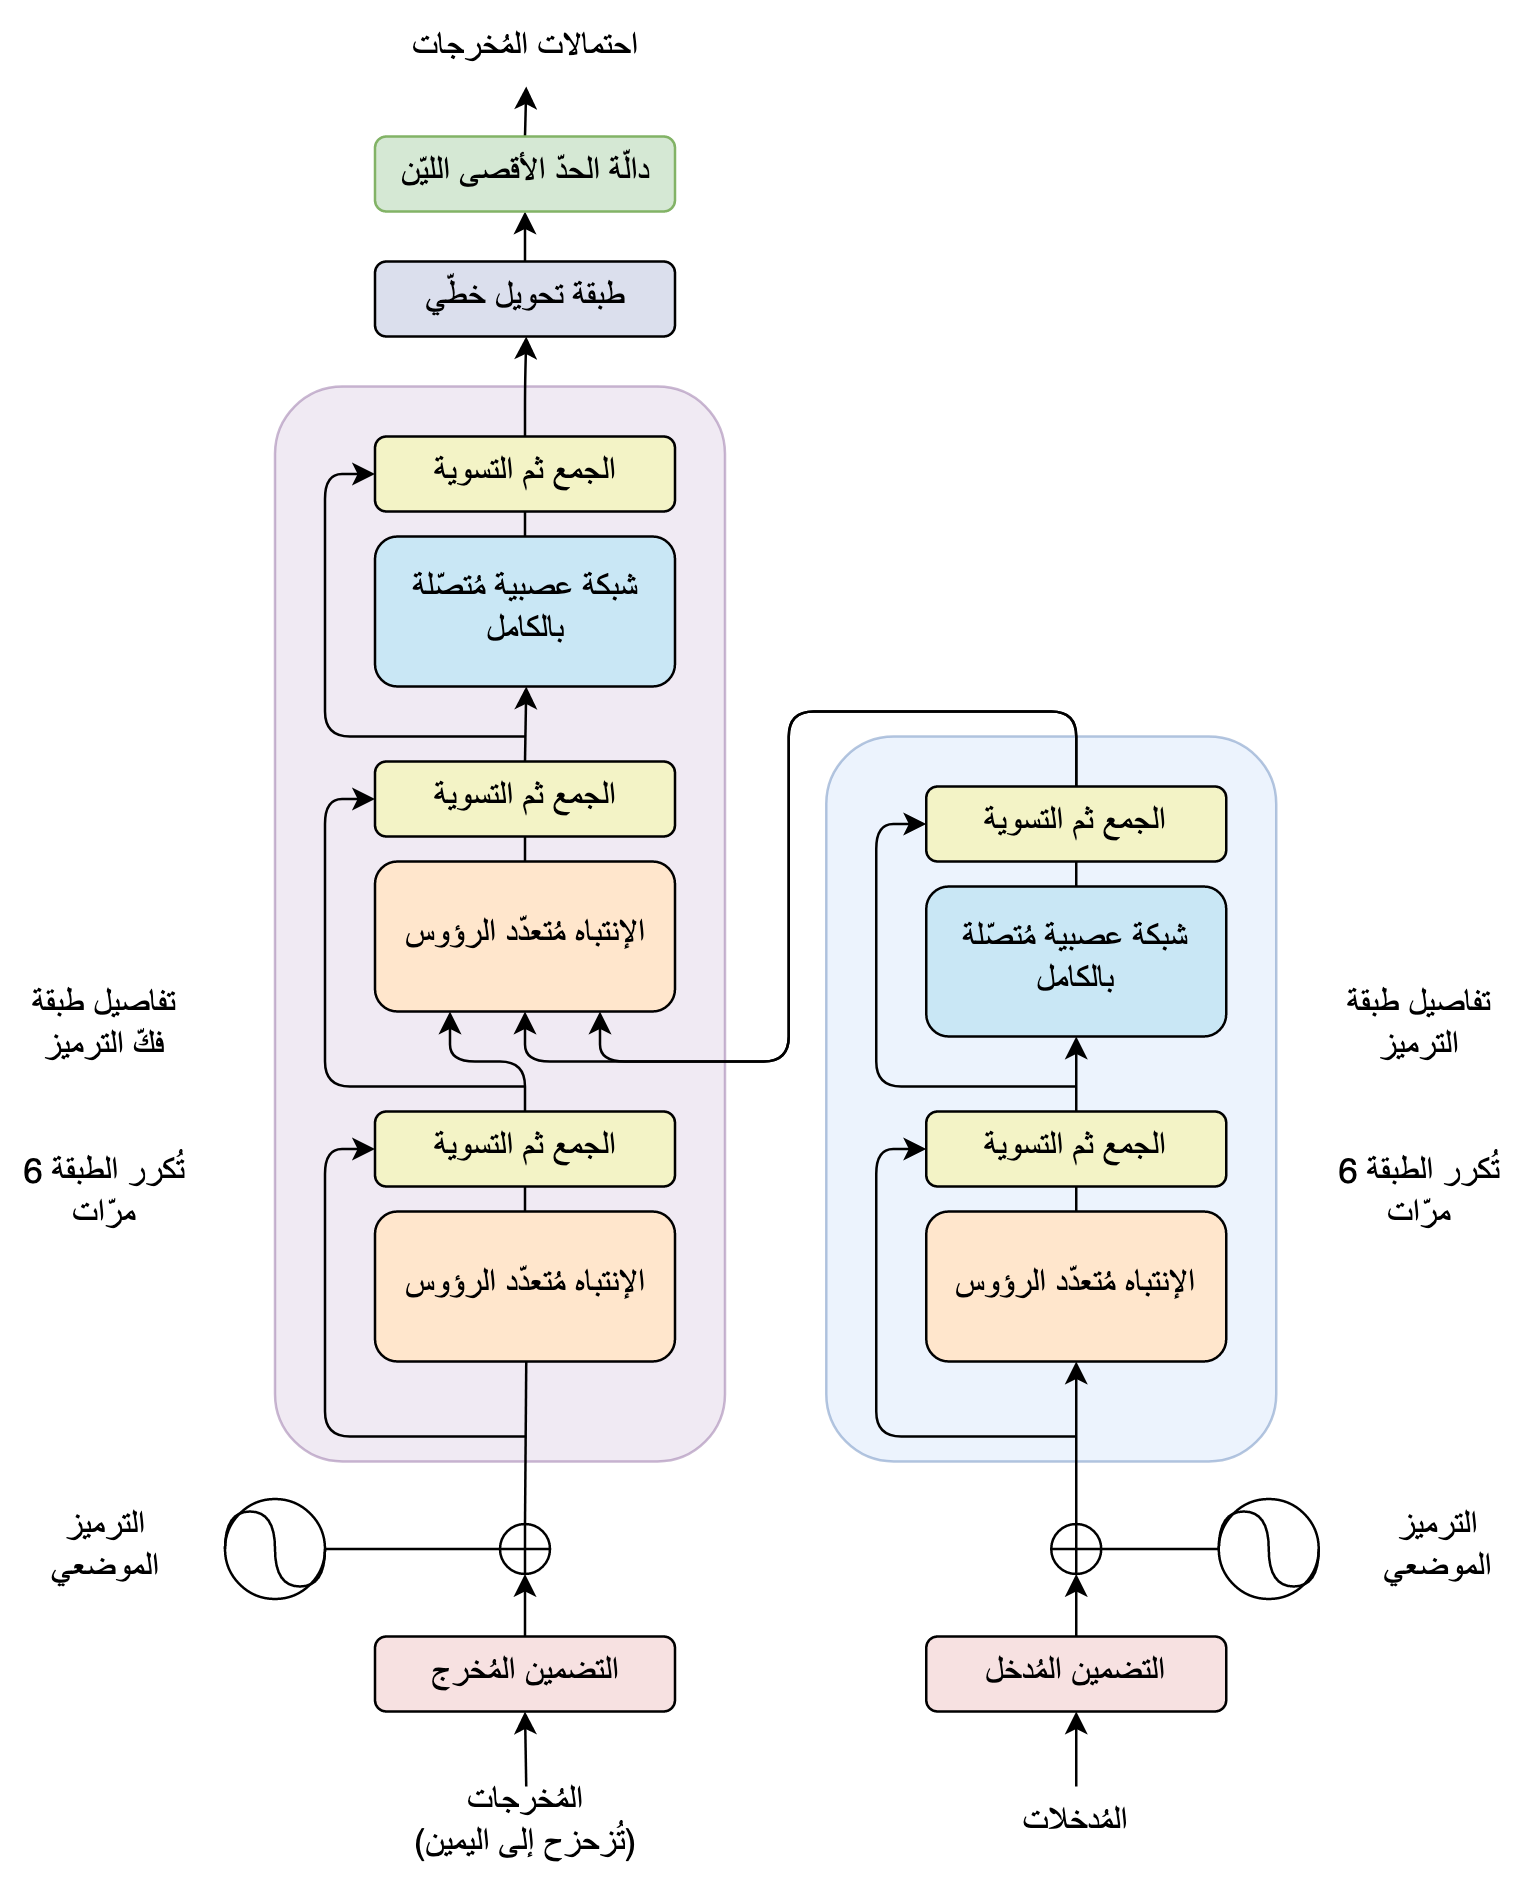 احتمالات المُخرجات
دالّة الحدّ الأقصى الليّن
طبقة تحويل خطّي
الجمع ثم التسوية
شبكة عصبية مُتصّلة
بالكامل
الجمع ثم التسوية
الإنتباه مُتعدّد الرؤوس
الجمع ثم التسوية
الإنتباه مُتعدّد الرؤوس
تفاصيل طبقة
فكّ الترميز
تُكرر الطبقة 6
مرّات
الترميز
الموضعي
التضمين المُخرج
المُخرجات
(تُزحزح إلى اليمين)
الجمع ثم التسوية
شبكة عصبية مُتصّلة
بالكامل
الجمع ثم التسوية
الإنتباه مُتعدّد الرؤوس
تفاصيل طبقة
الترميز
تُكرر الطبقة 6
مرّات
الترميز
الموضعي
التضمين المُدخل
المُدخلات